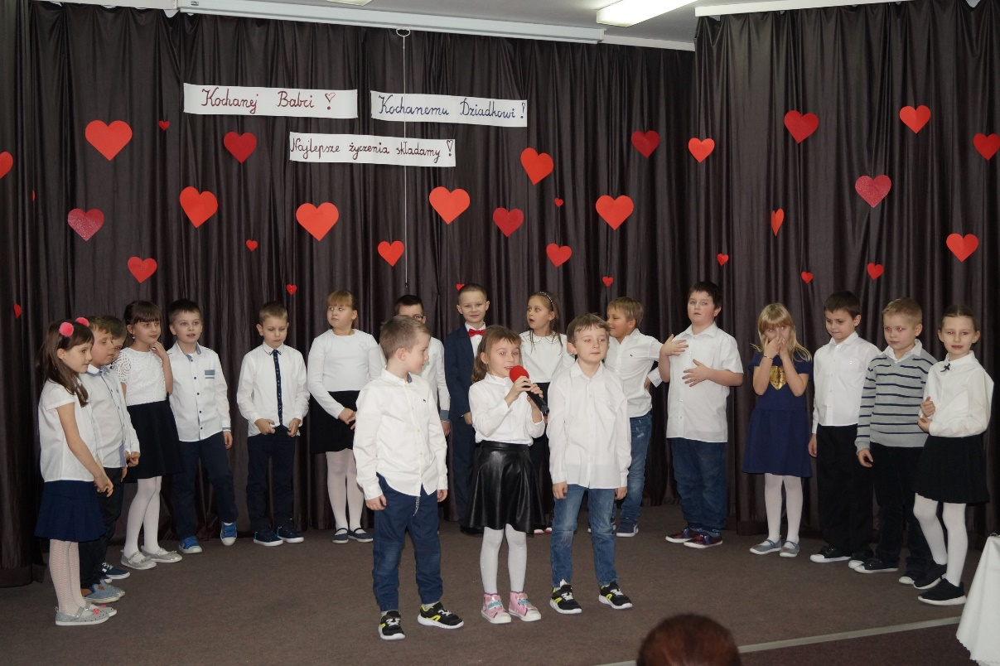 Kochanej Babci !
Kochanemu Dziadkowi !
Najlepsze życzenia składamy !